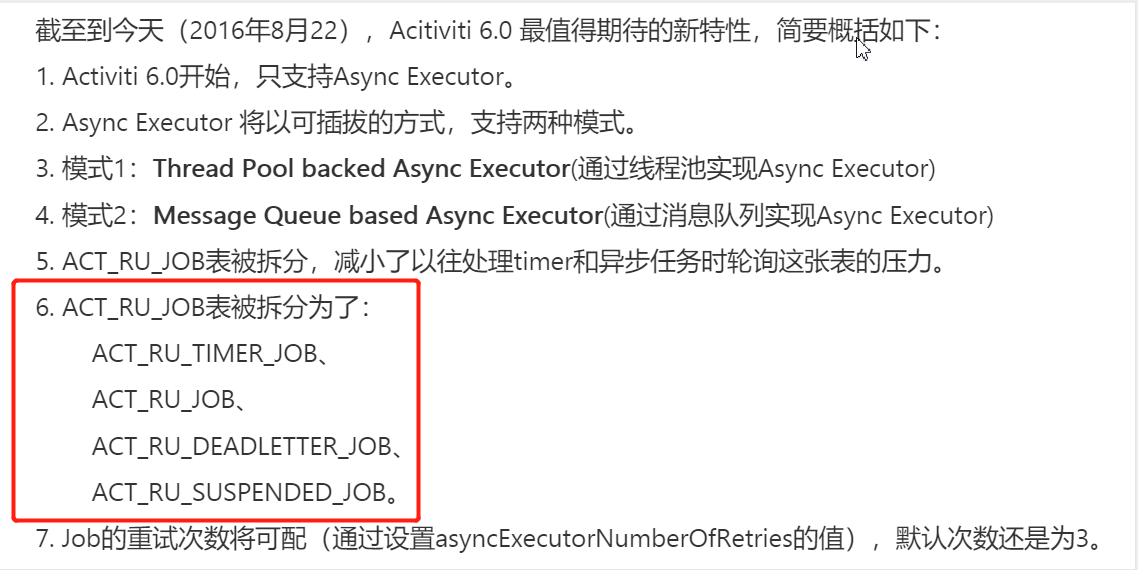 截至到今天（2016年8月22），Acitiviti 6.0 最值得期待的新特性，简要概括如下：
1. Activiti 6.0开始，只支持Async Executor。
2. Async Executor 将以可插拔的方式，支持两种模式。
3. 模式1：Thread Pool backed Async Executor(通过线程池实现Async Executor)
4. 模式2：Message Queue based Async Executor(通过消息队列实现Async Executor)
5. ACT_RU_JOB表被拆分，减小了以往处理timer和异步任务时轮询这张表的压力。
6. ACT_RU_JOB表被拆分为了：
ACT_RU_TIMER_JOB、
ACT_RU_JOB、
ACT_RU_DEADLETTER_JOB、
ACT_RU_SUSPENDED_JOB。
7. Job的重试次数将可配（通过设置asyncExecutorNumberOfRetries的值），默认次数还是为3。